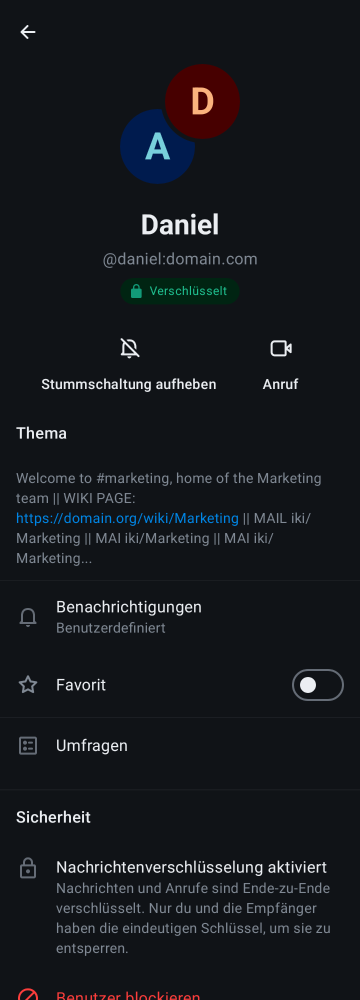 D
A
Daniel
@daniel:domain.com
Verschlüsselt
Stummschaltung aufheben Anruf
Thema
Welcome to #marketing, home of the Marketing
team || WIKI PAGE:
https://domain.org/wiki/Marketing || MAIL iki/
Marketing || MAI iki/Marketing || MAI iki/
Marketing...
Benachrichtigungen
Benutzerdefiniert
Favorit
Umfragen
Sicherheit
Nachrichtenverschlüsselung aktiviert
Nachrichten und Anrufe sind Ende-zu-Ende
verschlüsselt. Nur du und die Empfänger
haben die eindeutigen Schlüssel, um sie zu
entsperren.
Benutzer blockieren